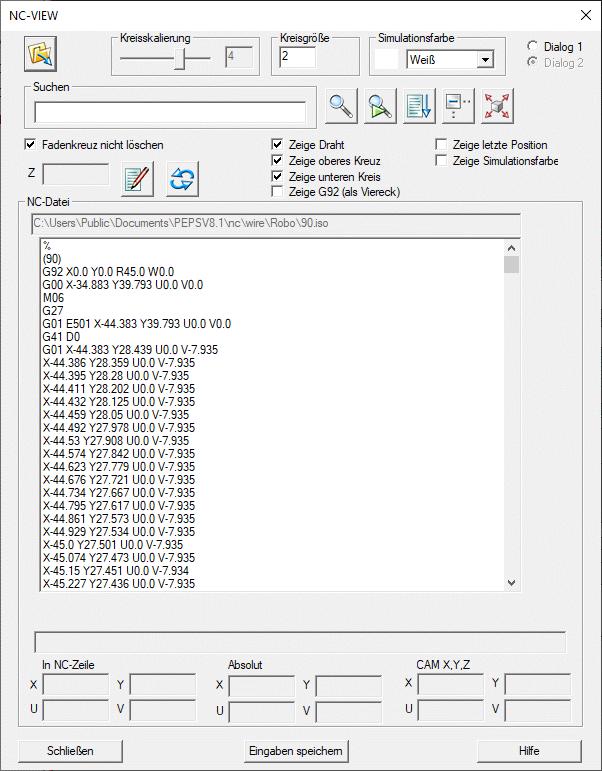 NC-VIEW
Kreisskalierung
4
Kreisgröße
2
Simulationsfarbe
Weiß
Dialog 1
Dialog 2
Suchen
Fadenkreuz nicht löschen
Zeige Draht
Zeige oberes Kreuz
Zeige unteren Kreis
Zeige G92 (als Viereck)
Zeige letzte Position
Zeige Simulationsfarbe
Z
NC-Datei
C:\Users\Public\Documents\PEPSV8.1\nc\wire\Robo\90.iso
%
(90)
G92 X0.0 Y0.0 R45.0 W0.0
G00 X-34.883 Y39.793 U0.0 V0.0
M06
G27
G01 E501 X-44.383 Y39.793 U0.0 V0.0
G41 D0
G01 X-44.383 Y28.439 U0.0 V-7.935
X-44.386 Y28.359 U0.0 V-7.935
X-44.395 Y28.28 U0.0 V-7.935
X-44.411 Y28.202 U0.0 V-7.935
X-44.432 Y28.125 U0.0 V-7.935
X-44.459 Y28.05 U0.0 V-7.935
X-44.492 Y27.978 U0.0 V-7.935
X-44.53 Y27.908 U0.0 V-7.935
X-44.574 Y27.842 U0.0 V-7.935
X-44.623 Y27.779 U0.0 V-7.935
X-44.676 Y27.721 U0.0 V-7.935
X-44.734 Y27.667 U0.0 V-7.935
X-44.795 Y27.617 U0.0 V-7.935
X-44.861 Y27.573 U0.0 V-7.935
X-44.929 Y27.534 U0.0 V-7.935
X-45.0 Y27.501 U0.0 V-7.935
X-45.074 Y27.473 U0.0 V-7.935
X-45.15 Y27.451 U0.0 V-7.934
X-45.227 Y27.436 U0.0 V-7.935
In NC-Zeile
X Y
U V
Absolut
X Y
U V
CAM X,Y,Z
X Y
U V
Schließen
Eingaben speichern
Hilfe